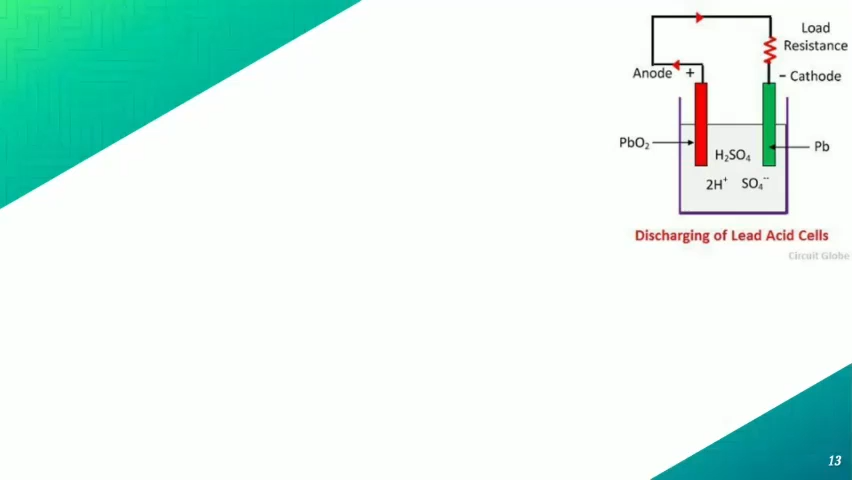 Load
Resistance
Anode +
− Cathode
PbO₂
Pb
H₂SO₄
2H⁺ SO₄⁻⁻
Discharging of Lead Acid Cells
Circuit Globe
13